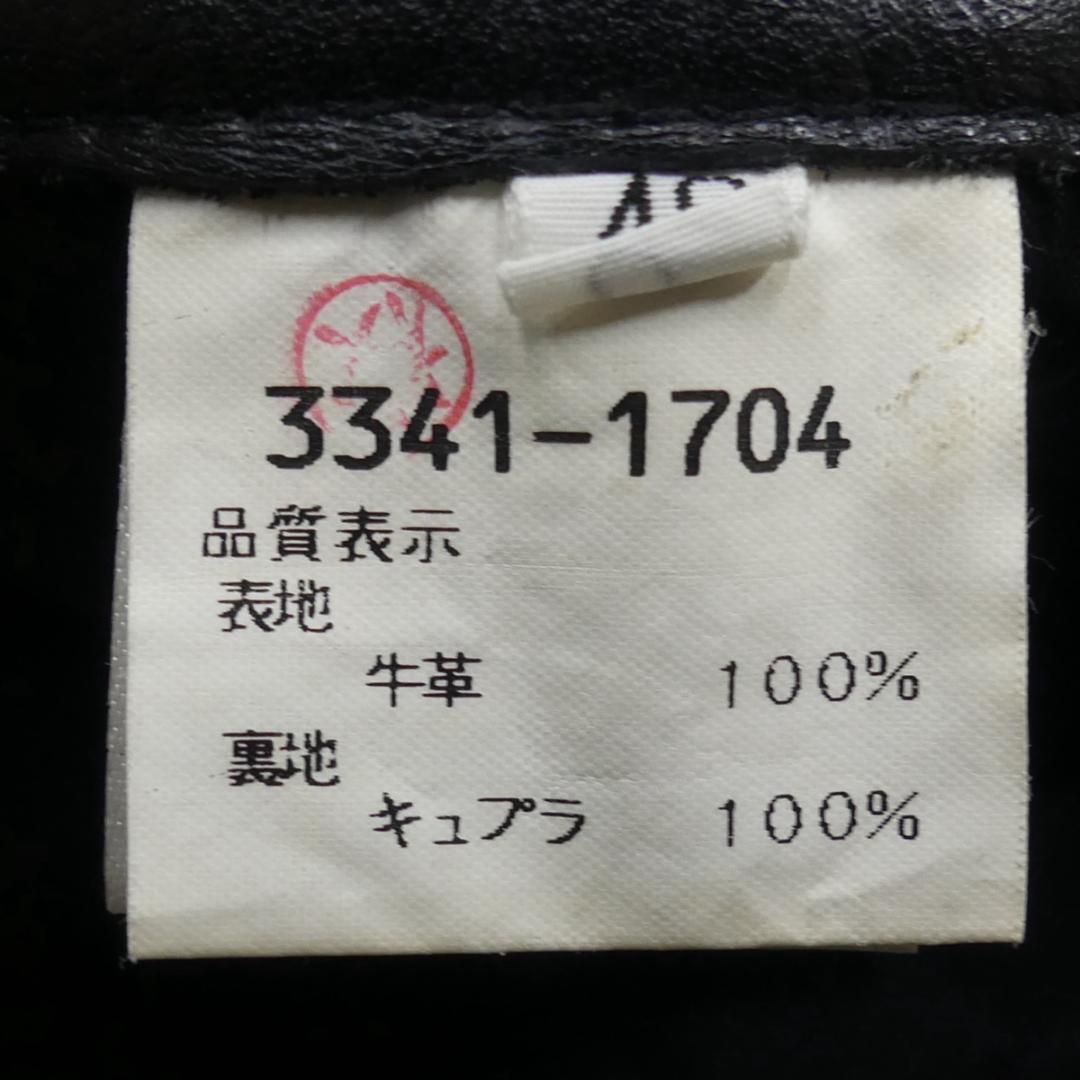 3341-1704
品質表示
表地
牛革 100%
裏地
キュプラ 100%